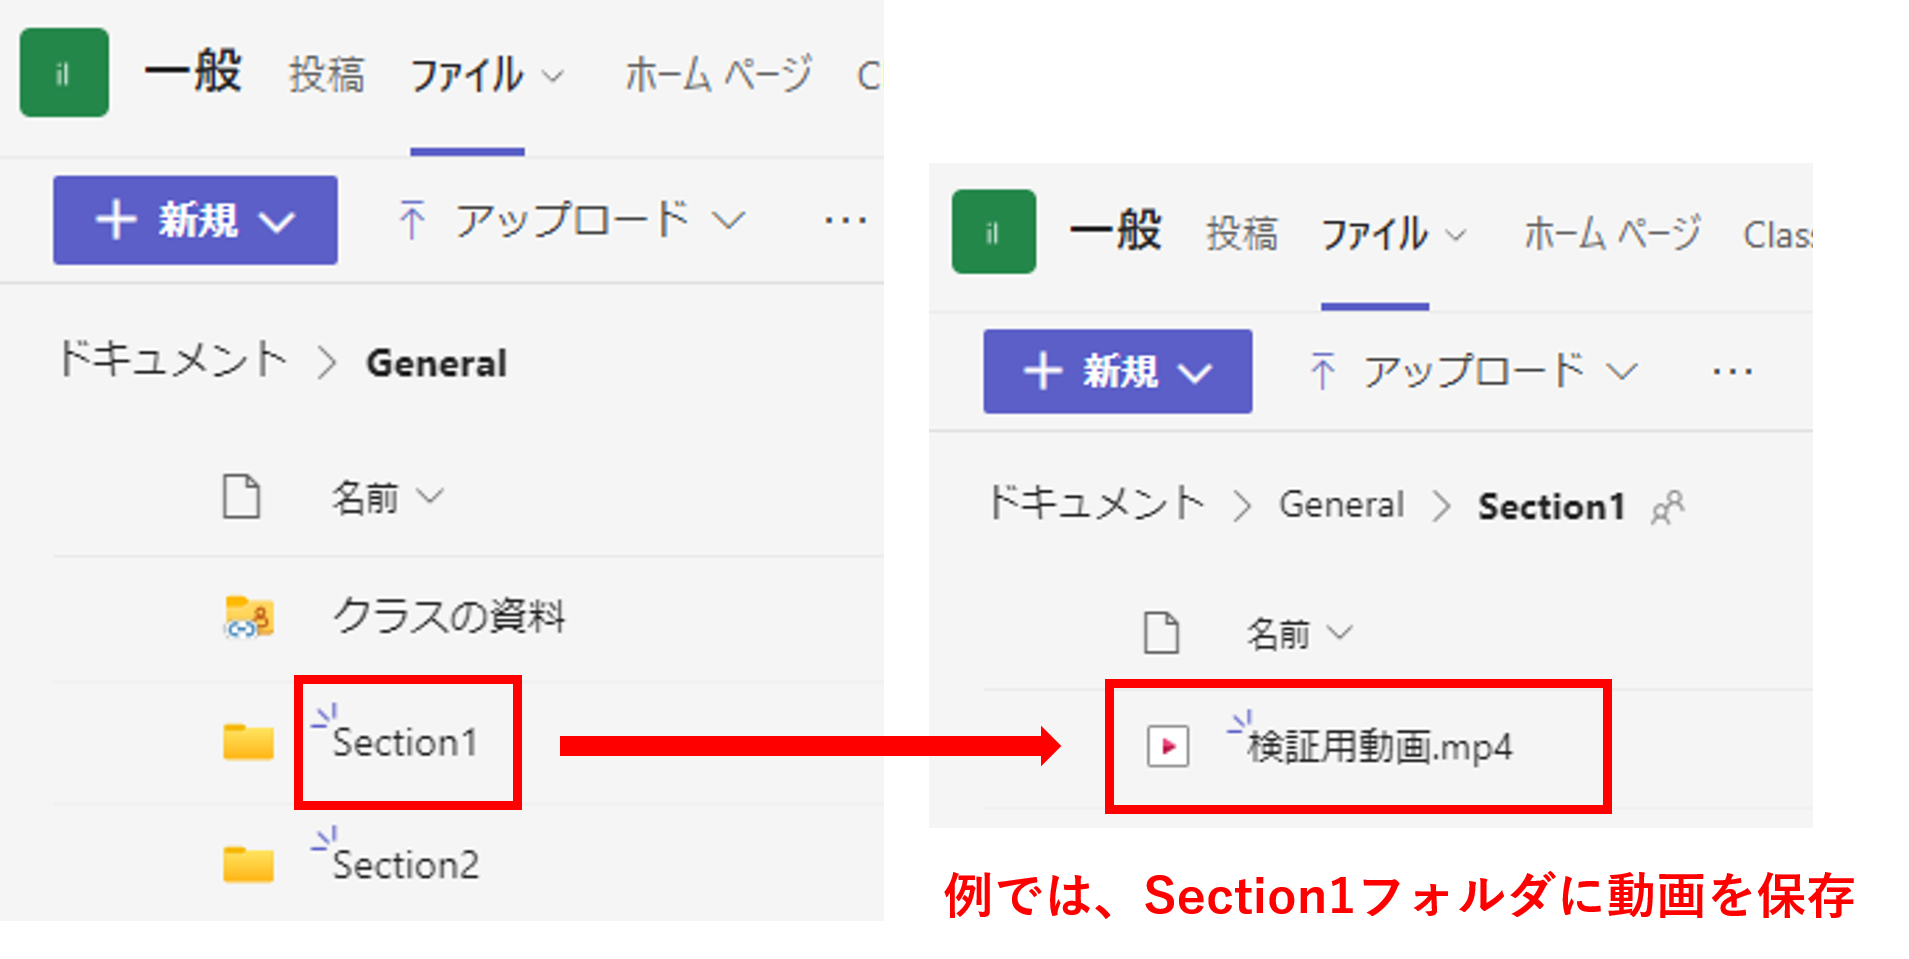 il 一般 投稿 ファイル ホーム ページ C
+ 新規 アップロード ...
ドキュメント > General
名前
クラスの資料
Section1
Section2
il 一般 投稿 ファイル ホーム ページ Clas
+ 新規 アップロード ...
ドキュメント > General > Section1
名前
検証用動画.mp4
例では、Section1フォルダに動画を保存